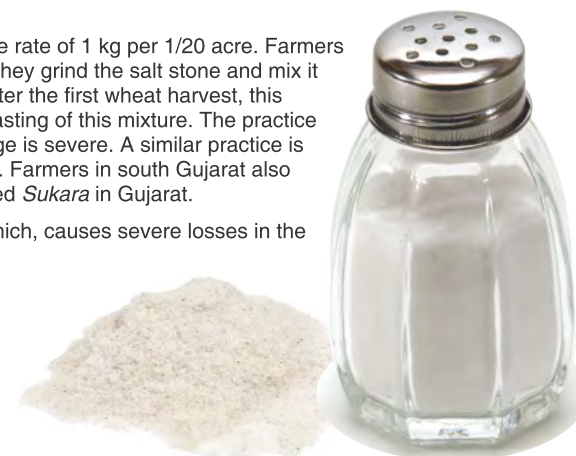 e rate of 1 kg per 1/20 acre. Farmers
hey grind the salt stone and mix it
ter the first wheat harvest, this
asting of this mixture. The practice
ge is severe. A similar practice is
. Farmers in south Gujarat also
ed Sukara in Gujarat.
hich, causes severe losses in the